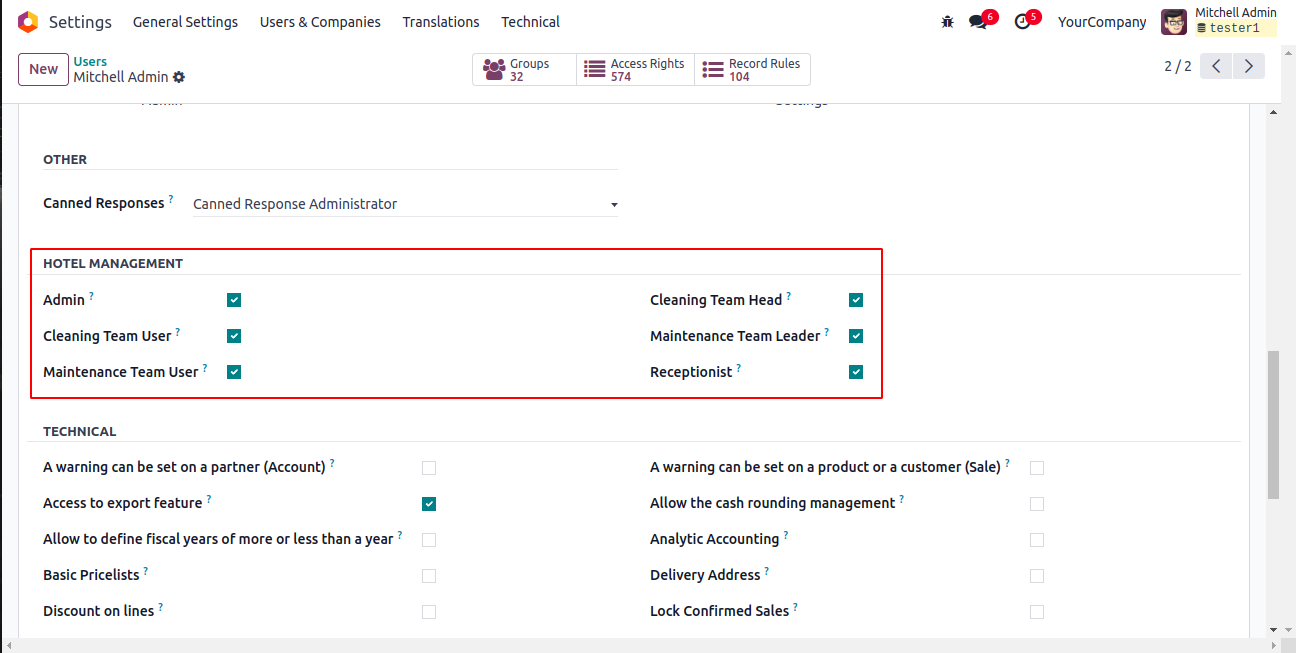 Settings General Settings Users & Companies Translations Technical 6 5 YourCompany Mitchell Admin
tester1
New Users Groups Access Rights Record Rules 2 / 2
Mitchell Admin 32 574 104
OTHER
Canned Responses ? Canned Response Administrator
HOTEL MANAGEMENT
Admin ? Cleaning Team Head ?
Cleaning Team User ? Maintenance Team Leader ?
Maintenance Team User ? Receptionist ?
TECHNICAL
A warning can be set on a partner (Account) ? A warning can be set on a product or a customer (Sale) ?
Access to export feature ? Allow the cash rounding management ?
Allow to define fiscal years of more or less than a year ? Analytic Accounting ?
Basic Pricelists ? Delivery Address ?
Discount on lines ? Lock Confirmed Sales ?